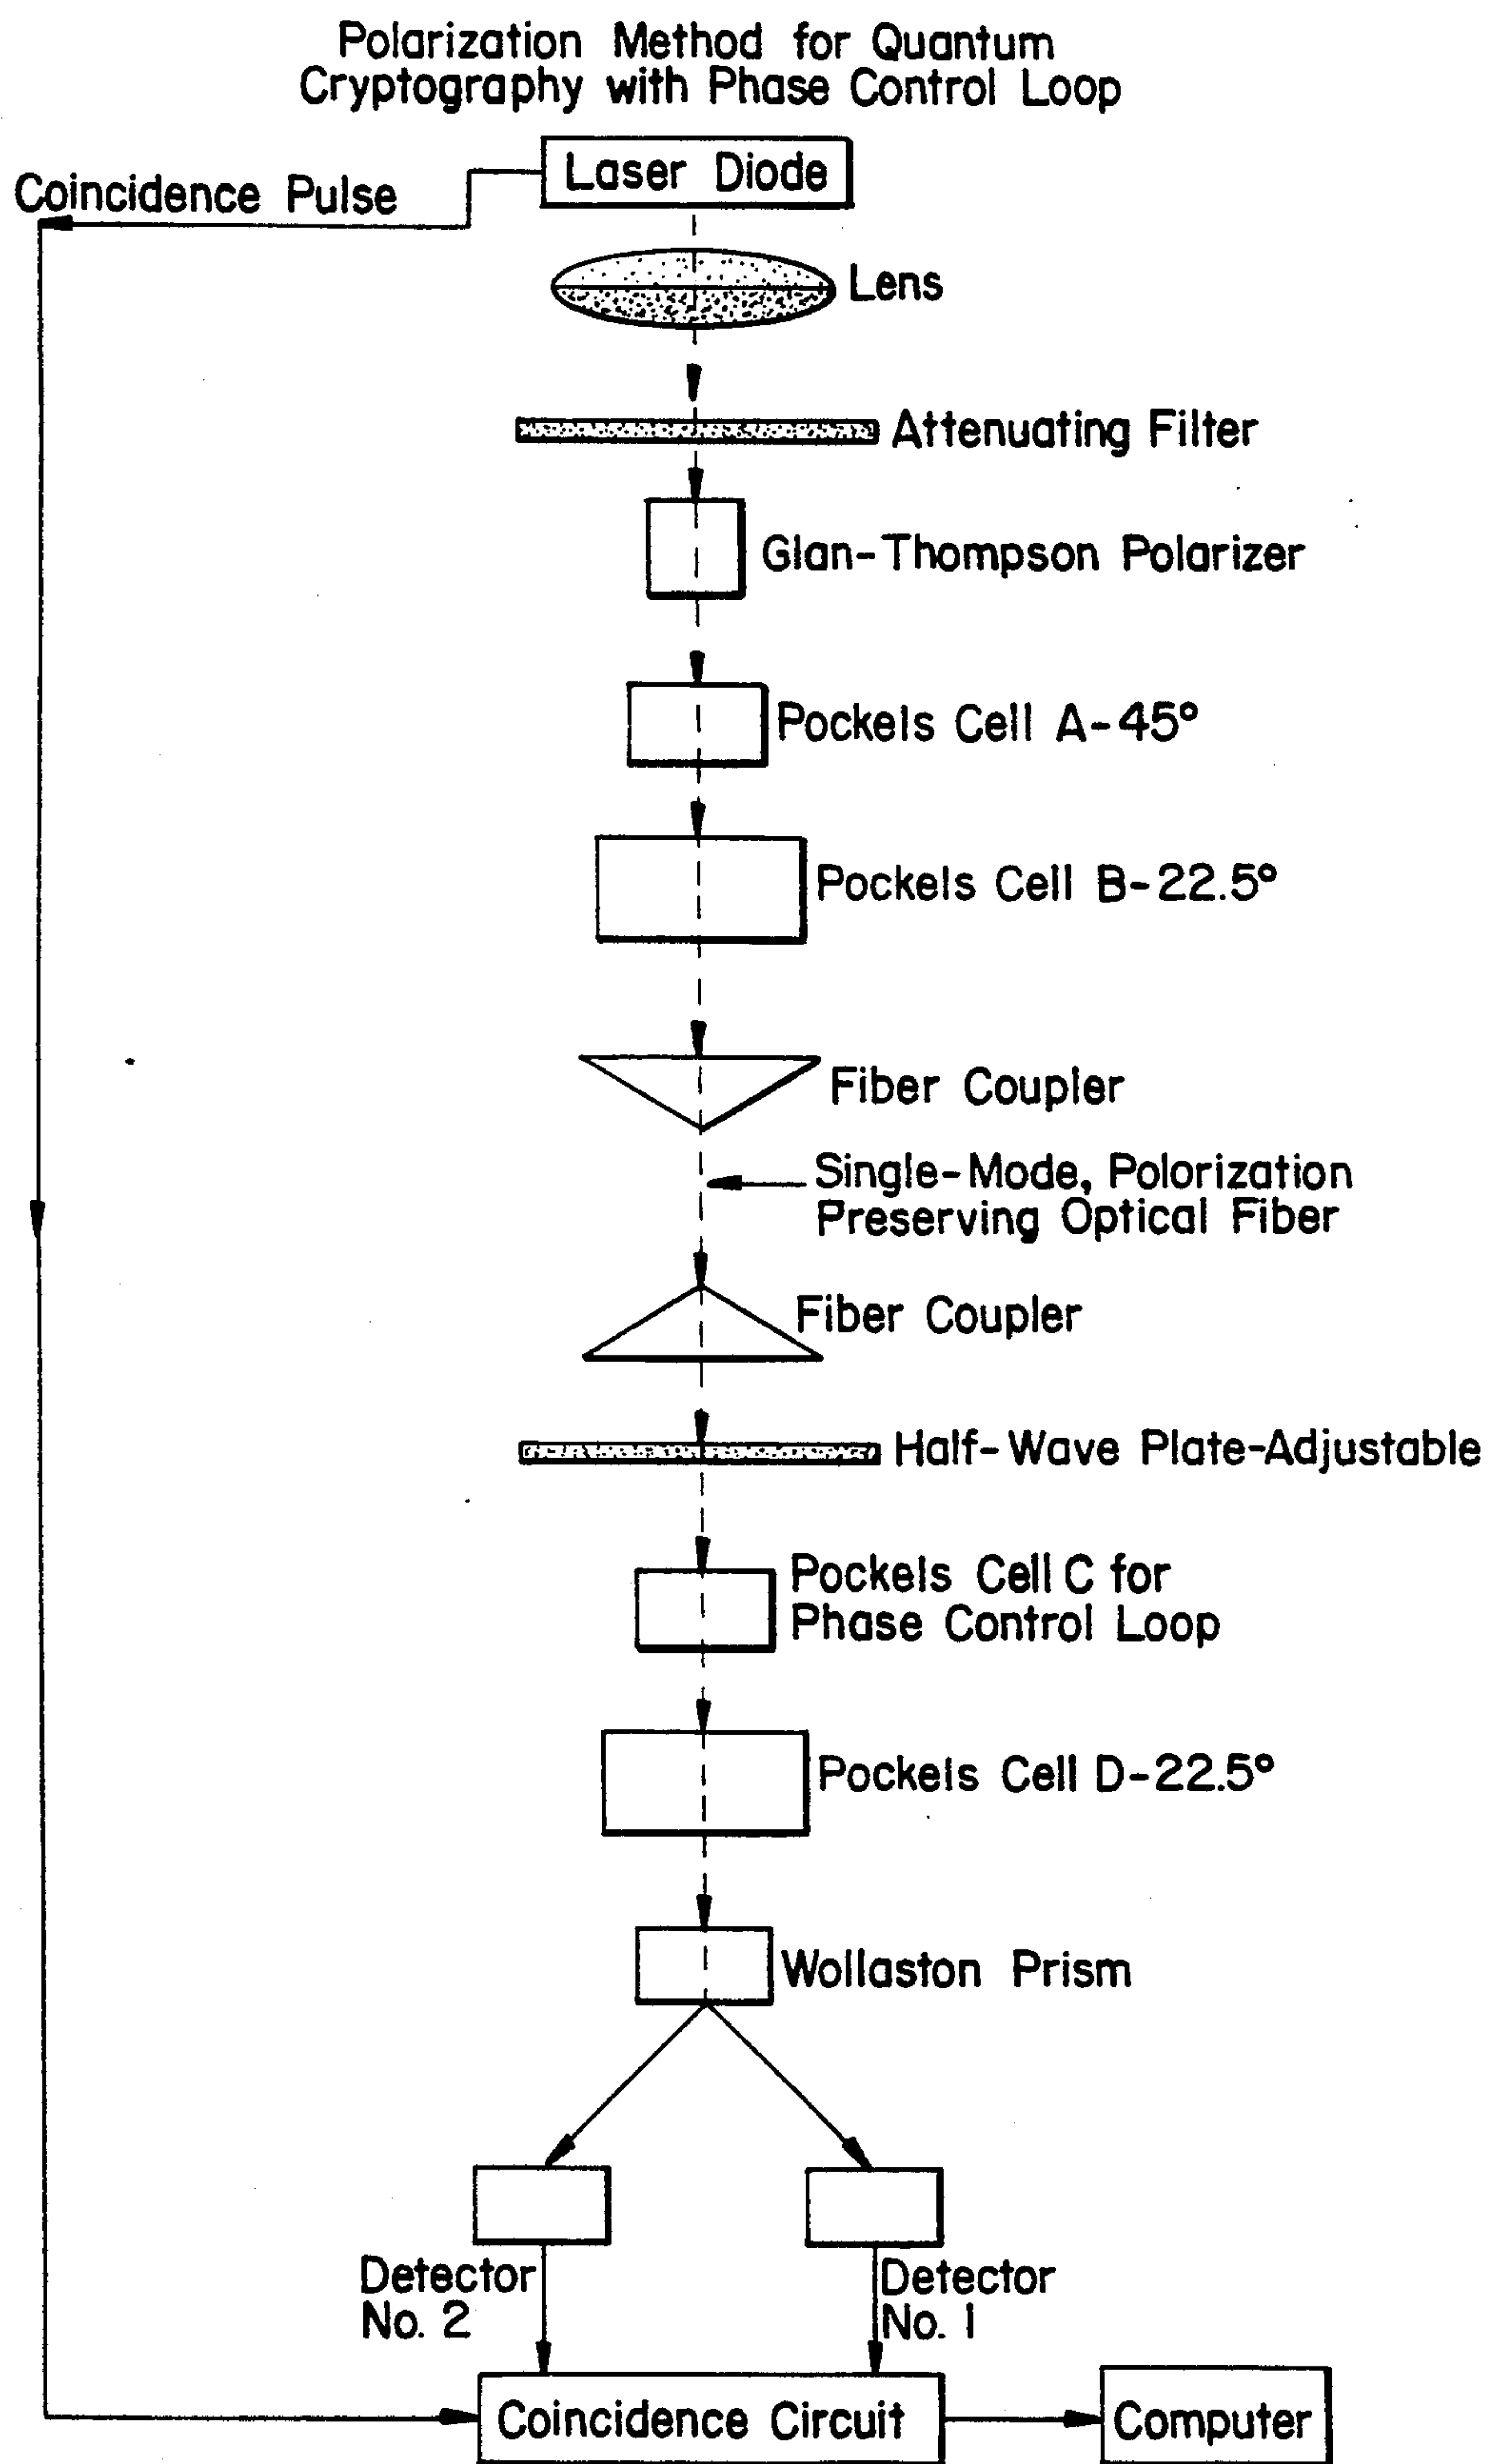 Polarization Method for Quantum
Cryptography with Phase Control Loop
Laser Diode
Coincidence Pulse
Lens
Attenuating Filter
Glan-Thompson Polarizer
Pockels Cell A-45°
Pockels Cell B-22.5°
Fiber Coupler
Single-Mode, Polorization
Preserving Optical Fiber
Fiber Coupler
Half-Wave Plate-Adjustable
Pockels Cell C for
Phase Control Loop
Pockels Cell D-22.5°
Wollaston Prism
Detector
No. 2
Detector
No. 1
Coincidence Circuit
Computer